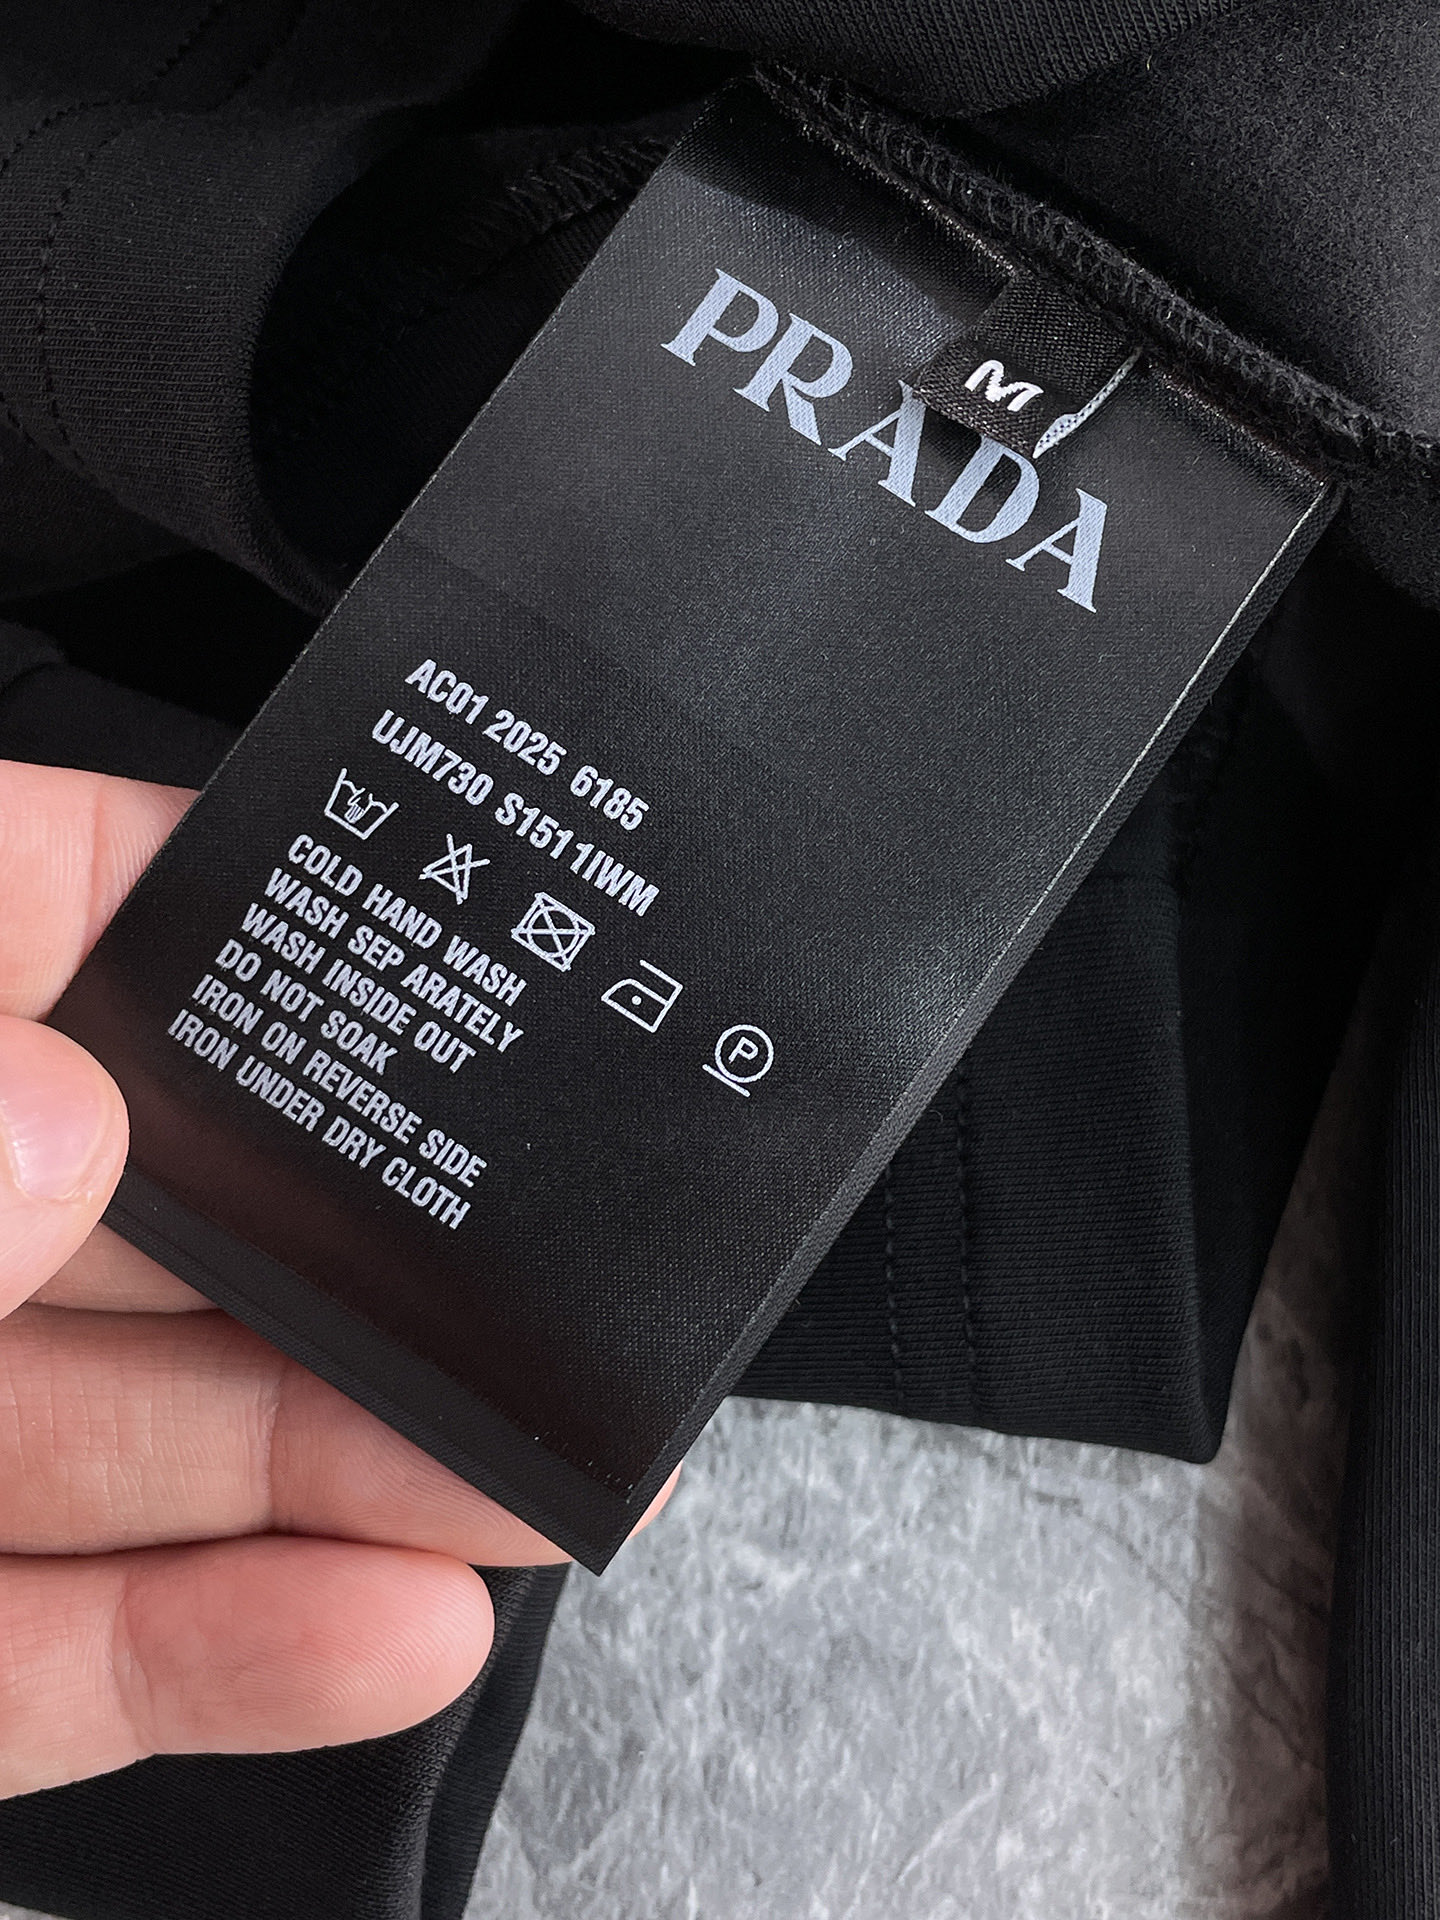 PRADA
M
AC01 2025 6185
UJM730 S1511IWM
P
COLD HAND WASH
WASH SEP ARATELY
WASH INSIDE OUT
DO NOT SOAK
IRON ON REVERSE SIDE
IRON UNDER DRY CLOTH